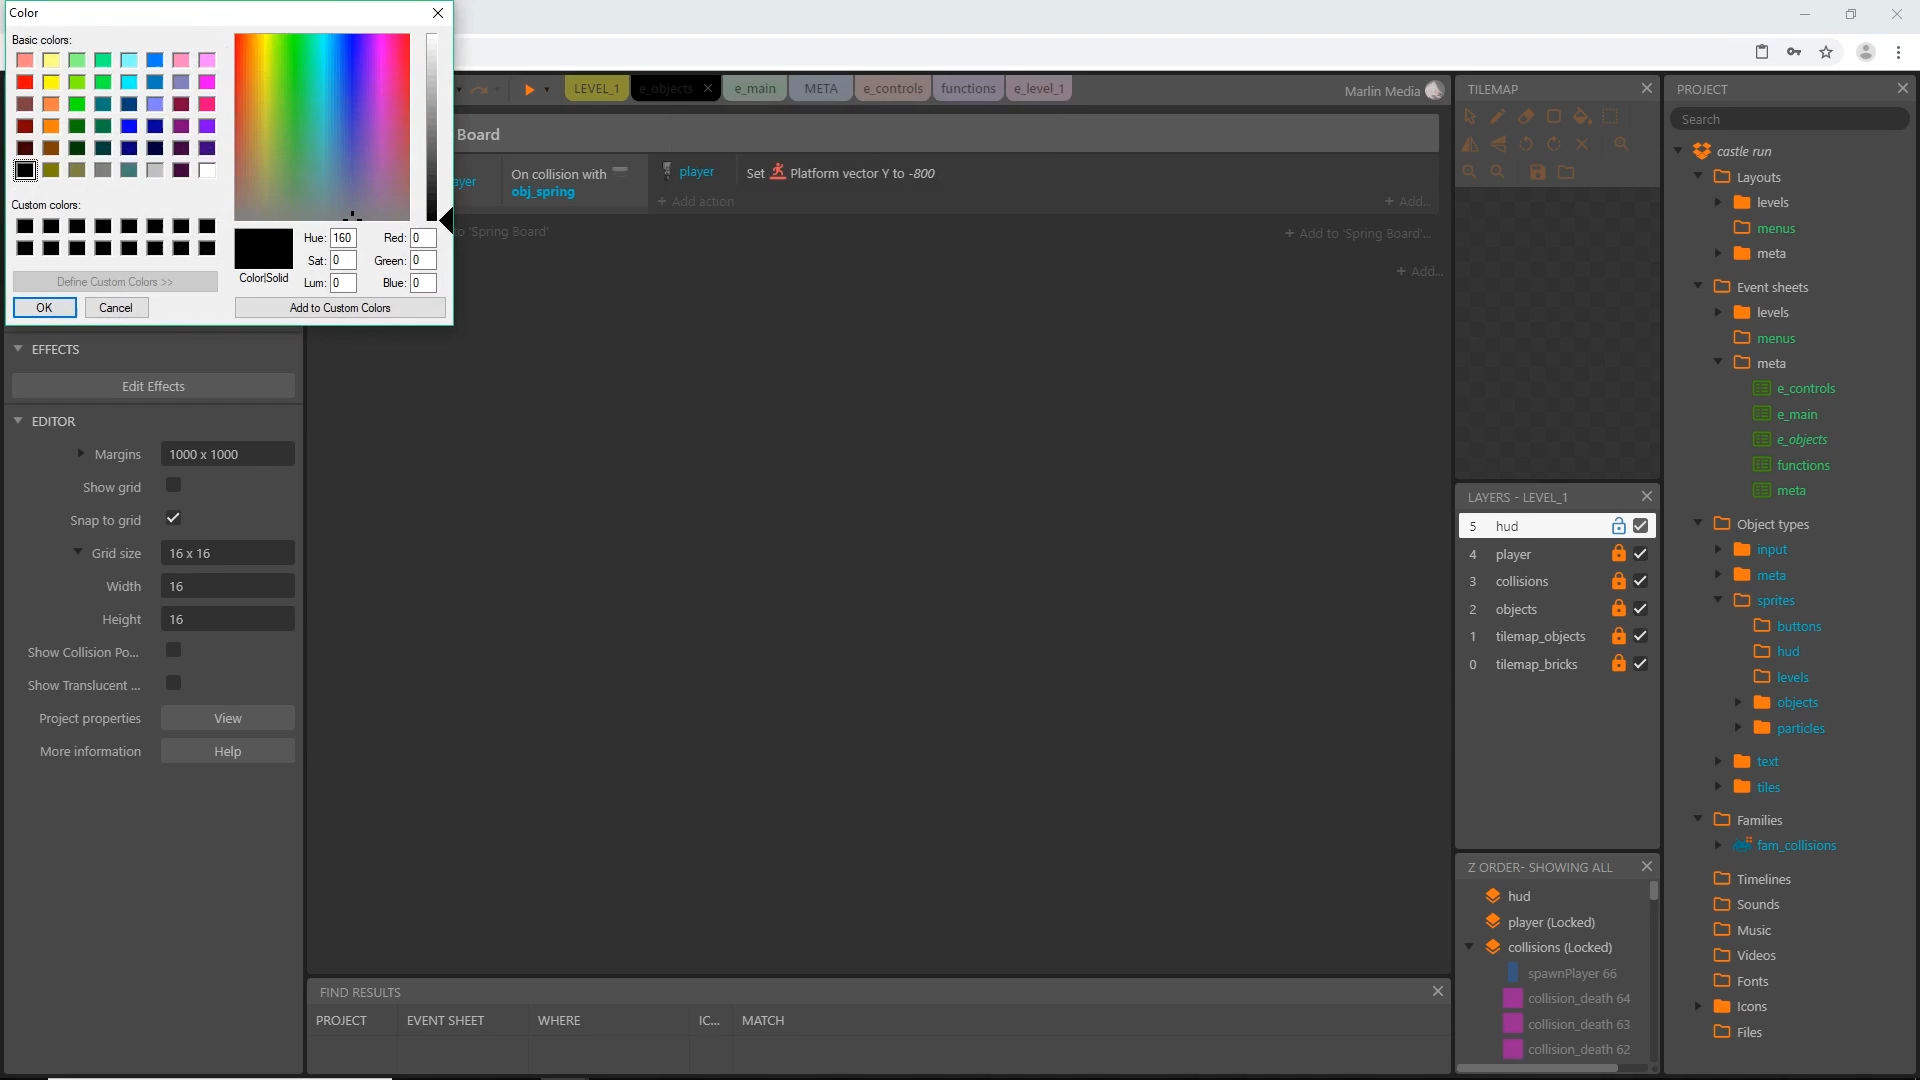 Color
Basic colors:
Custom colors:
Define Custom Colors >>
OK
Cancel
Color|Solid
Hue: 160
Sat: 0
Lum: 0
Red: 0
Green: 0
Blue: 0
Add to Custom Colors
LEVEL_1
e_objects
e_main
META
e_controls
functions
e_level_1
Marlin Media
Board
On collision with
obj_spring
player
Set Platform vector Y to -800
+ Add action
+ Add...
to 'Spring Board'
+ Add to 'Spring Board'...
+ Add...
EFFECTS
Edit Effects
EDITOR
Margins 1000 x 1000
Show grid
Snap to grid
Grid size 16 x 16
Width 16
Height 16
Show Collision Po...
Show Translucent ...
Project properties View
More information Help
FIND RESULTS
PROJECT EVENT SHEET WHERE IC... MATCH
TILEMAP
LAYERS - LEVEL_1
5 hud
4 player
3 collisions
2 objects
1 tilemap_objects
0 tilemap_bricks
Z ORDER- SHOWING ALL
hud
player (Locked)
collisions (Locked)
spawnPlayer 66
collision_death 64
collision_death 63
collision_death 62
PROJECT
Search
castle run
Layouts
levels
menus
meta
Event sheets
levels
menus
meta
e_controls
e_main
e_objects
functions
meta
Object types
input
meta
sprites
buttons
hud
levels
objects
particles
text
tiles
Families
fam_collisions
Timelines
Sounds
Music
Videos
Fonts
Icons
Files